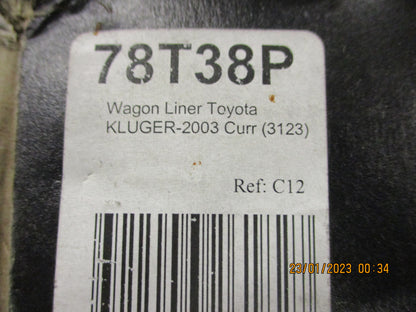 78T38P
Wagon Liner Toyota
KLUGER-2003 Curr (3123)
Ref: C12
23/01/2023 00:34